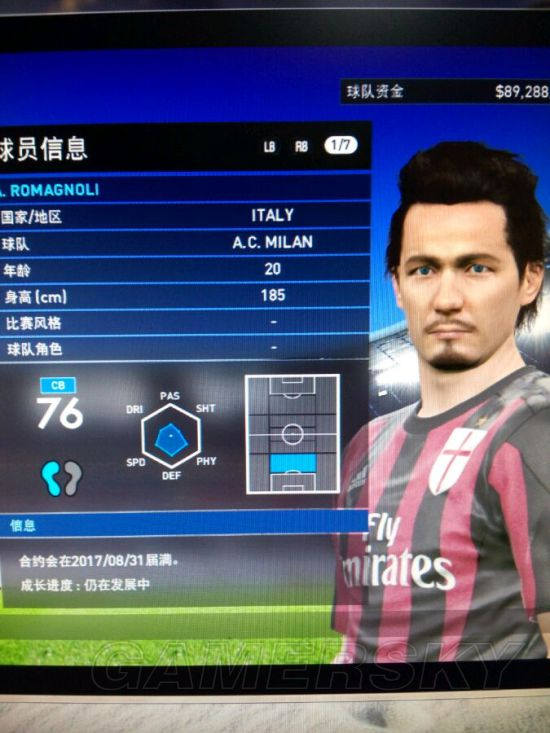 球队资金 $89,288
球员信息 LB RB 1/7
A. ROMAGNOLI
国家/地区 ITALY
球队 A.C. MILAN
年龄 20
身高(cm) 185
比赛风格 -
球队角色 -
CB
76
PAS
DRI SHT
SPD PHY
DEF
信息
合约会在2017/08/31届满。
成长进度:仍在发展中
Fly
mirates
GAMERSKY